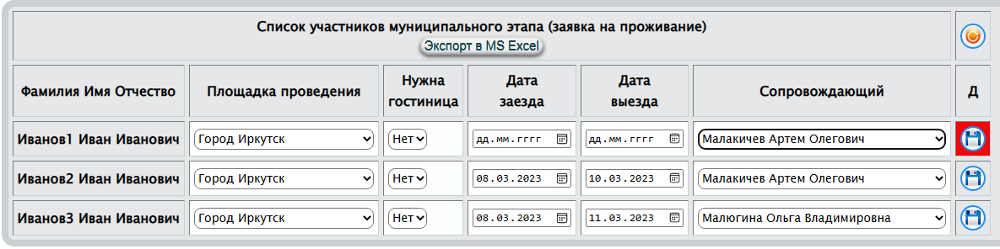 Список участников муниципального этапа (заявка на проживание)
Экспорт в MS Excel
Фамилия Имя Отчество Площадка проведения Нужна гостиница Дата заезда Дата выезда Сопровождающий Д
Иванов1 Иван Иванович Город Иркутск Нет дд.мм.гггг дд.мм.гггг Малакичев Артем Олегович
Иванов2 Иван Иванович Город Иркутск Нет 08.03.2023 10.03.2023 Малакичев Артем Олегович
Иванов3 Иван Иванович Город Иркутск Нет 08.03.2023 11.03.2023 Малюгина Ольга Владимировна